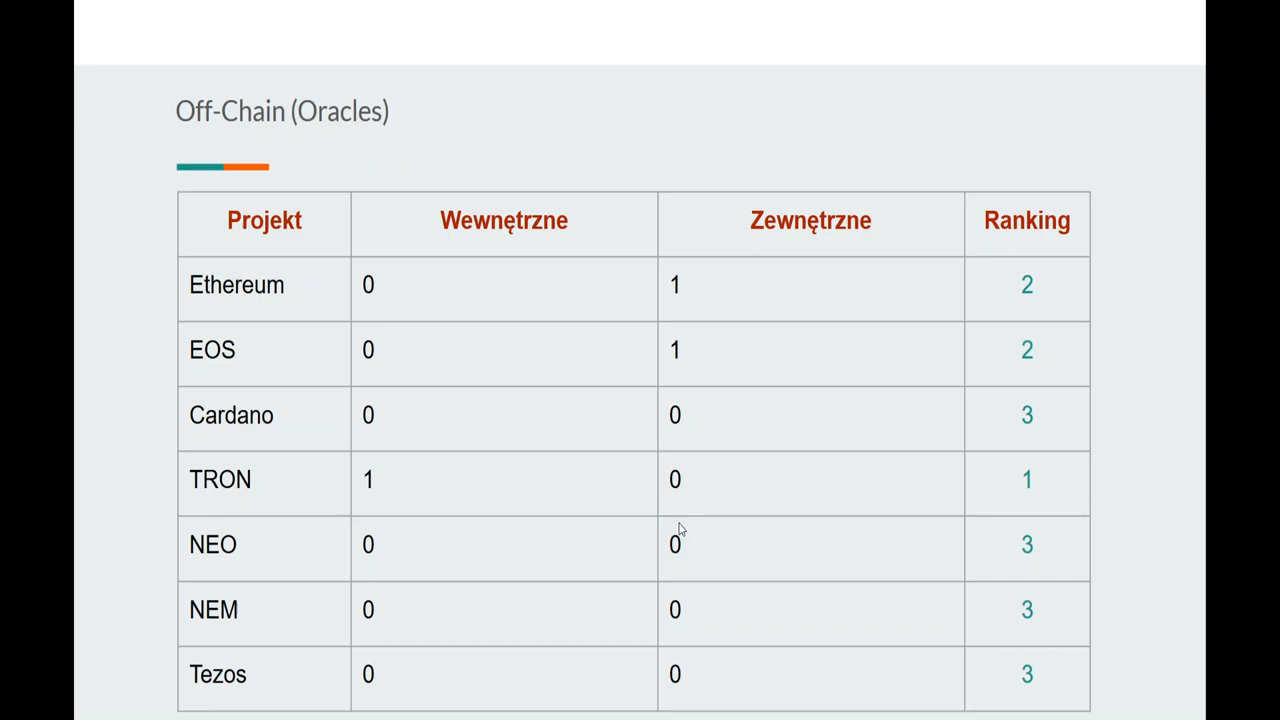 Off-Chain (Oracles)
Projekt Wewnętrzne Zewnętrzne Ranking
Ethereum 0 1 2
EOS 0 1 2
Cardano 0 0 3
TRON 1 0 1
NEO 0 0 3
NEM 0 0 3
Tezos 0 0 3